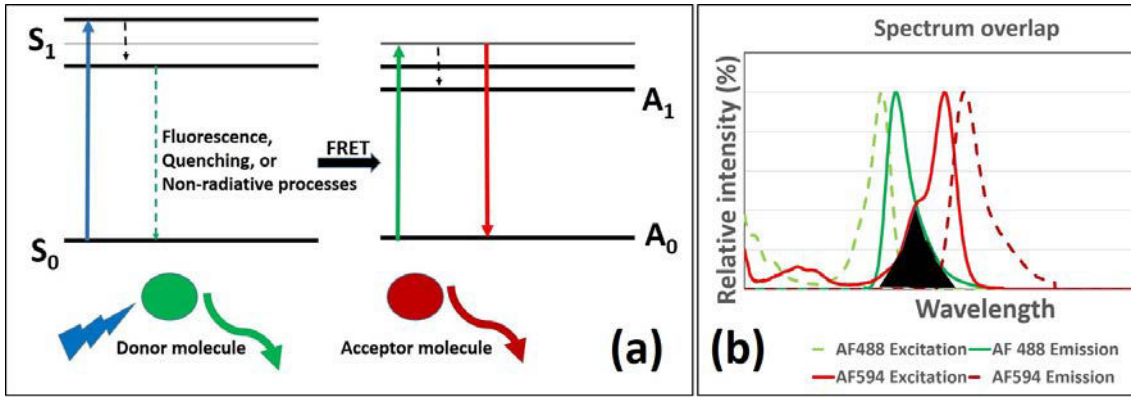 S1
S0
Fluorescence,
Quenching, or
Non-radiative processes
FRET
A1
A0
Donor molecule
Acceptor molecule
(a)
Spectrum overlap
Relative intensity (%)
Wavelength
(b)
AF488 Excitation
AF 488 Emission
AF594 Excitation
AF594 Emission